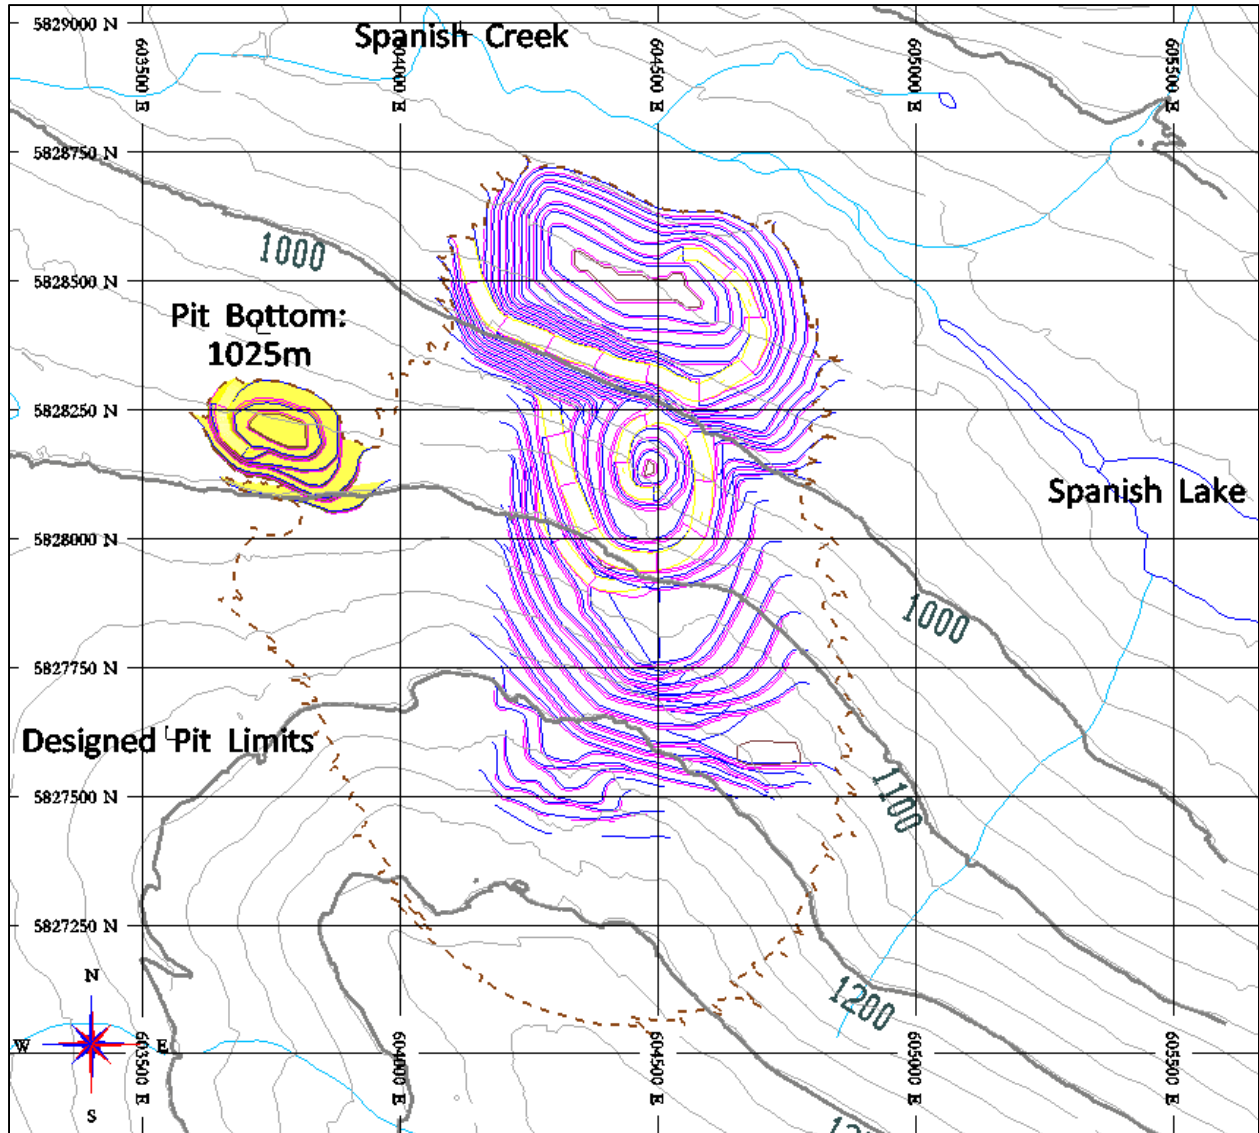 5829000 N
Spanish Creek
603500 E
604000 E
604500 E
605000 E
605500 E
5828750 N
1000
5828500 N
Pit Bottom:
1025m
5828250 N
Spanish Lake
5828000 N
1000
5827750 N
Designed Pit Limits
1100
5827500 N
5827250 N
N
1200
W E
S
603500 E
604000 E
604500 E
605000 E
605500 E